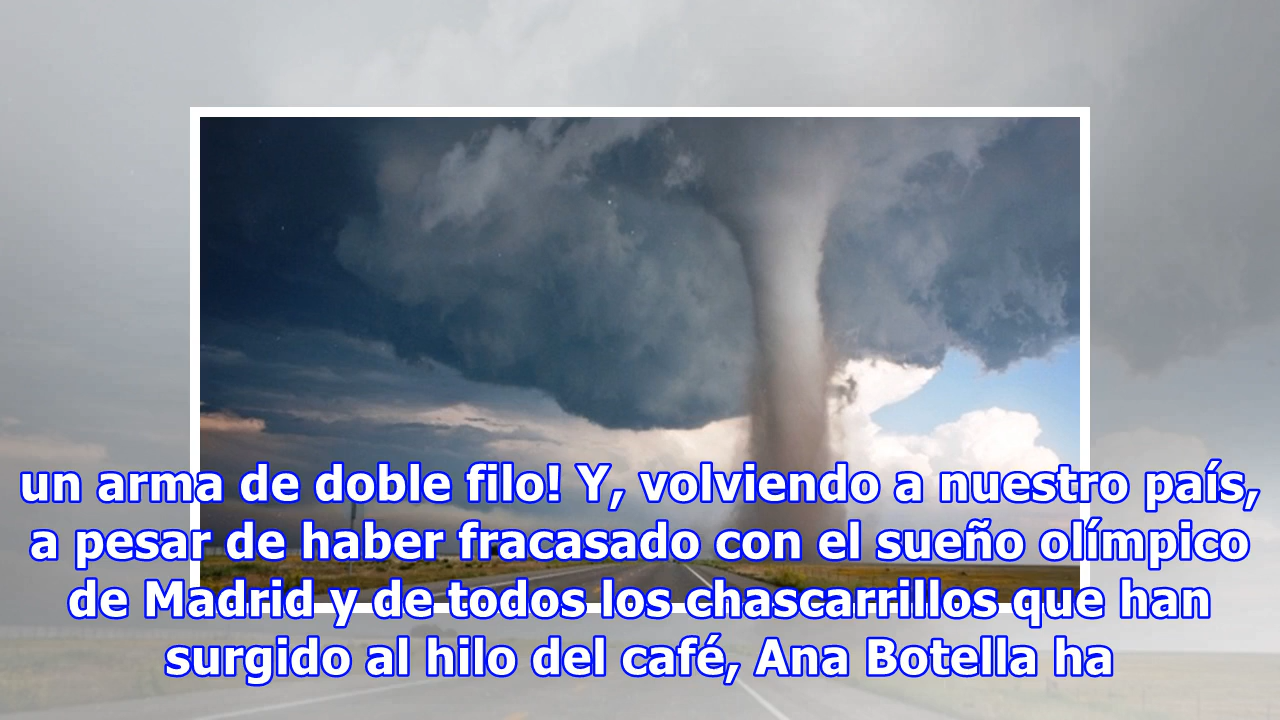 un arma de doble filo! Y, volviendo a nuestro país,
a pesar de haber fracasado con el sueño olímpico
de Madrid y de todos los chascarrillos que han
surgido al hilo del café, Ana Botella ha